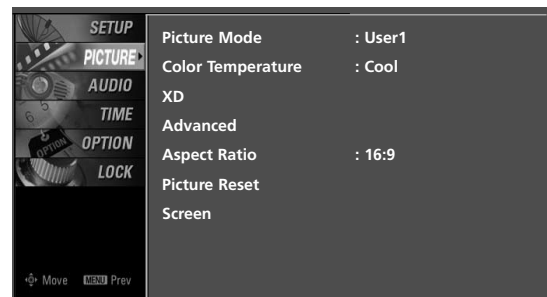 SETUP
PICTURE
AUDIO
TIME
OPTION
OPTION
LOCK
Move MENU Prev
Picture Mode : User1
Color Temperature : Cool
XD
Advanced
Aspect Ratio : 16:9
Picture Reset
Screen